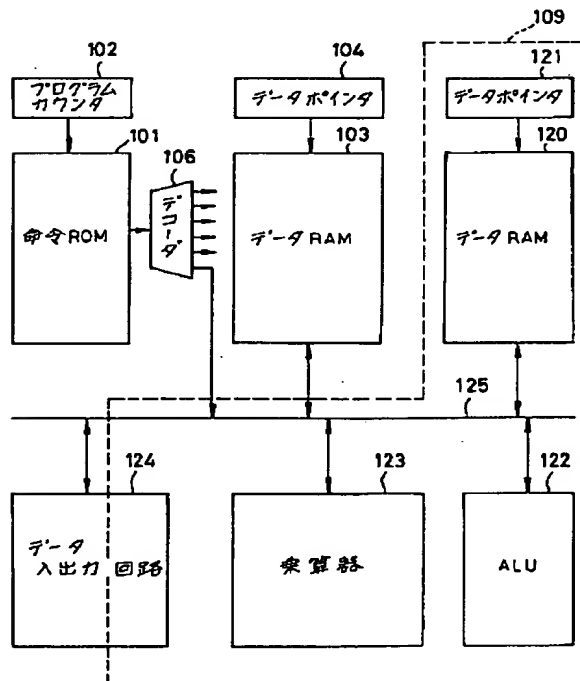 109
102
104
121
プログラム
カウンタ
データポインタ
データポインタ
101
103
120
106
命令ROM
デコーダ
データRAM
データRAM
125
124
123
122
データ
入出力回路
乗算器
ALU